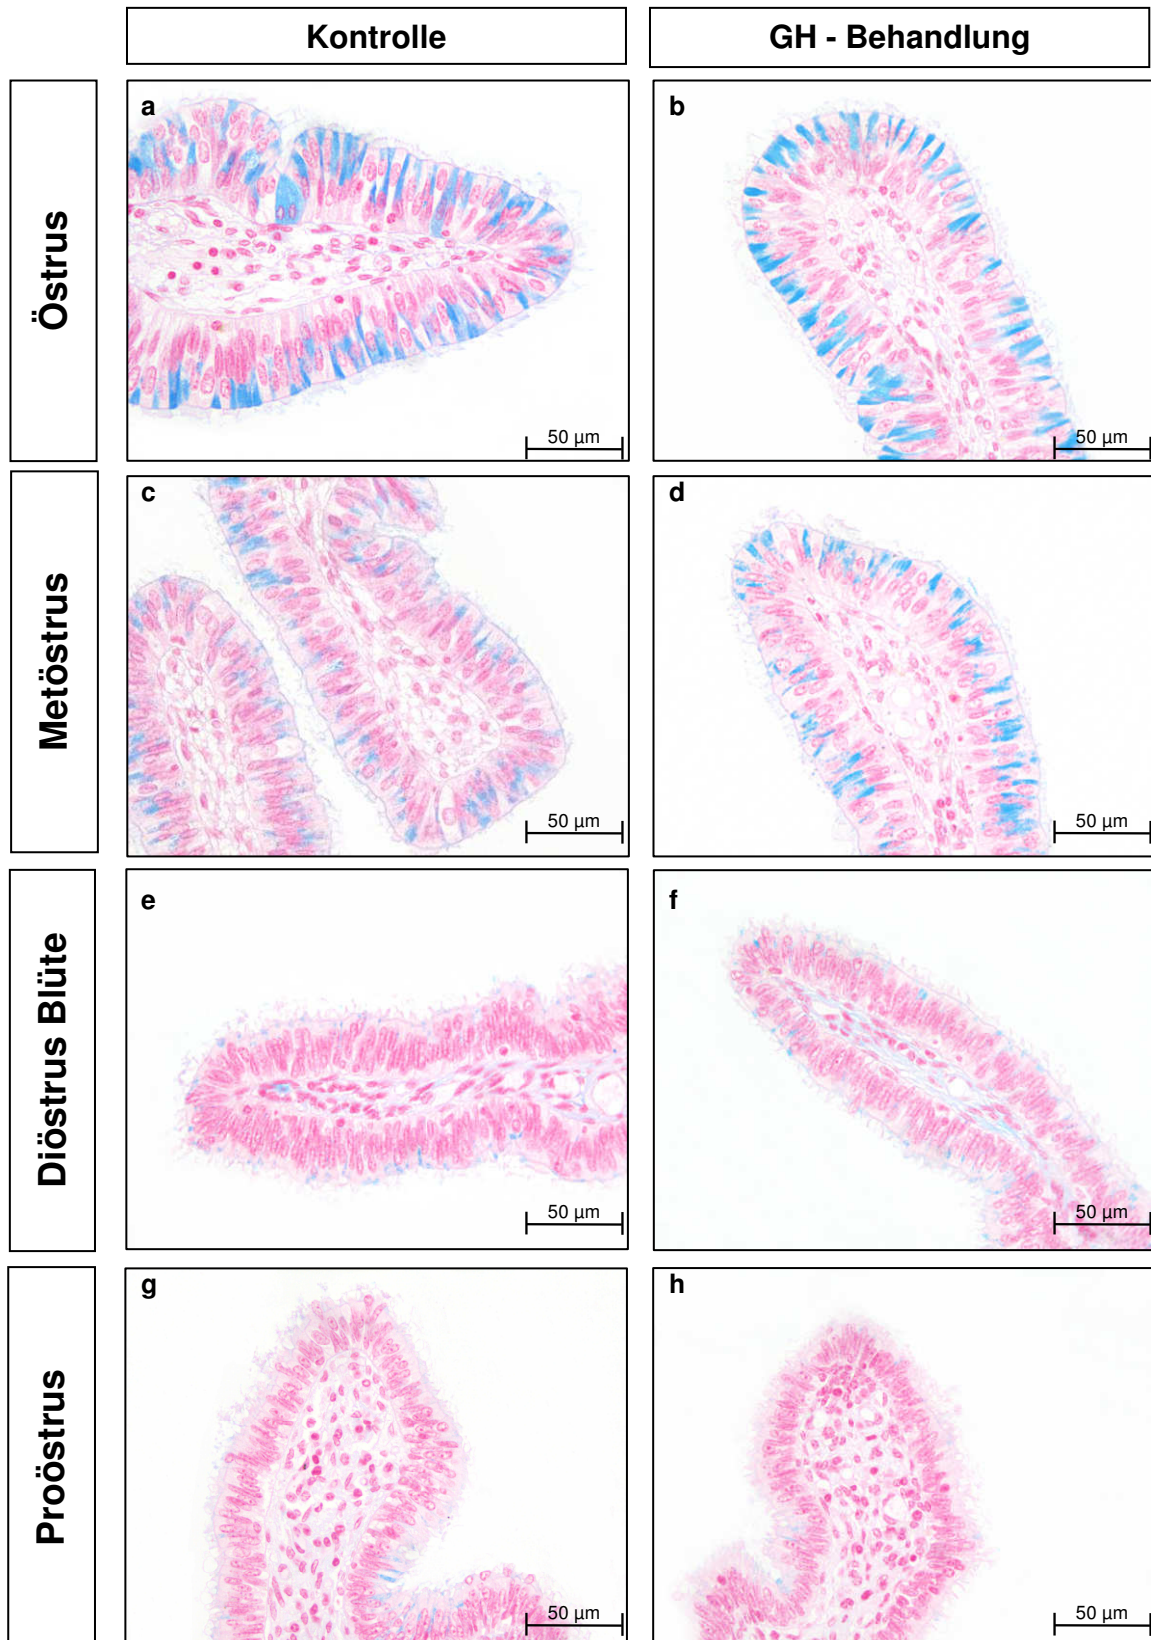 Kontrolle
GH - Behandlung
Östrus
a
50 µm
b
50 µm
Metöstrus
c
50 µm
d
50 µm
Diöstrus Blüte
e
50 µm
f
50 µm
Proöstrus
g
50 µm
h
50 µm